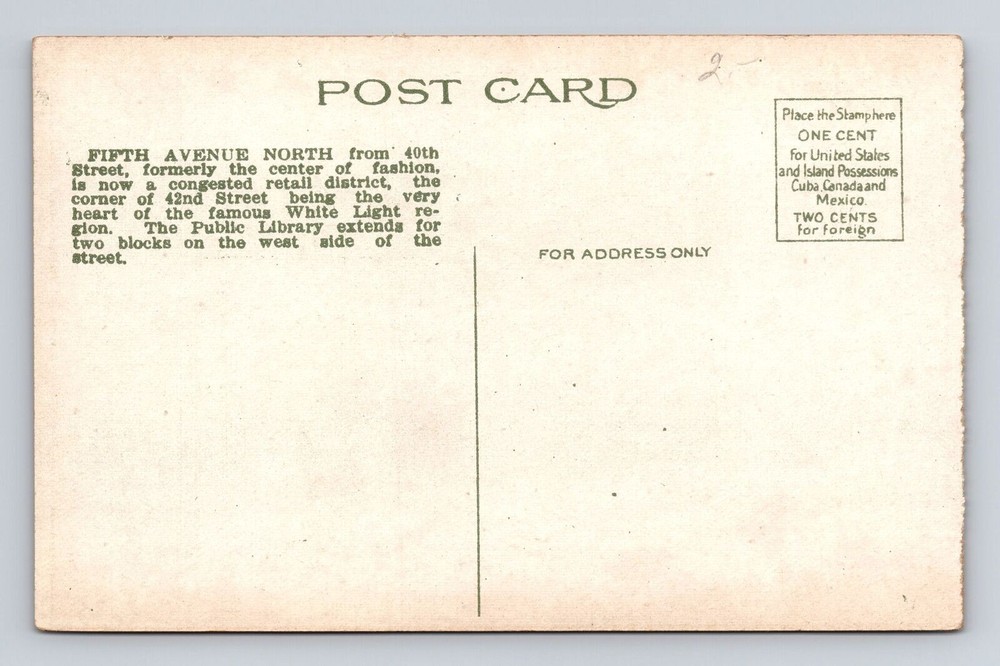 2.-
POST CARD
FIFTH AVENUE NORTH from 40th
Street, formerly the center of fashion,
is now a congested retail district, the
corner of 42nd Street being the very
heart of the famous White Light re-
gion. The Public Library extends for
two blocks on the west side of the
street.
Place the Stamp here
ONE CENT
for United States
and Island Possessions
Cuba, Canada and
Mexico.
TWO CENTS
for foreign
FOR ADDRESS ONLY